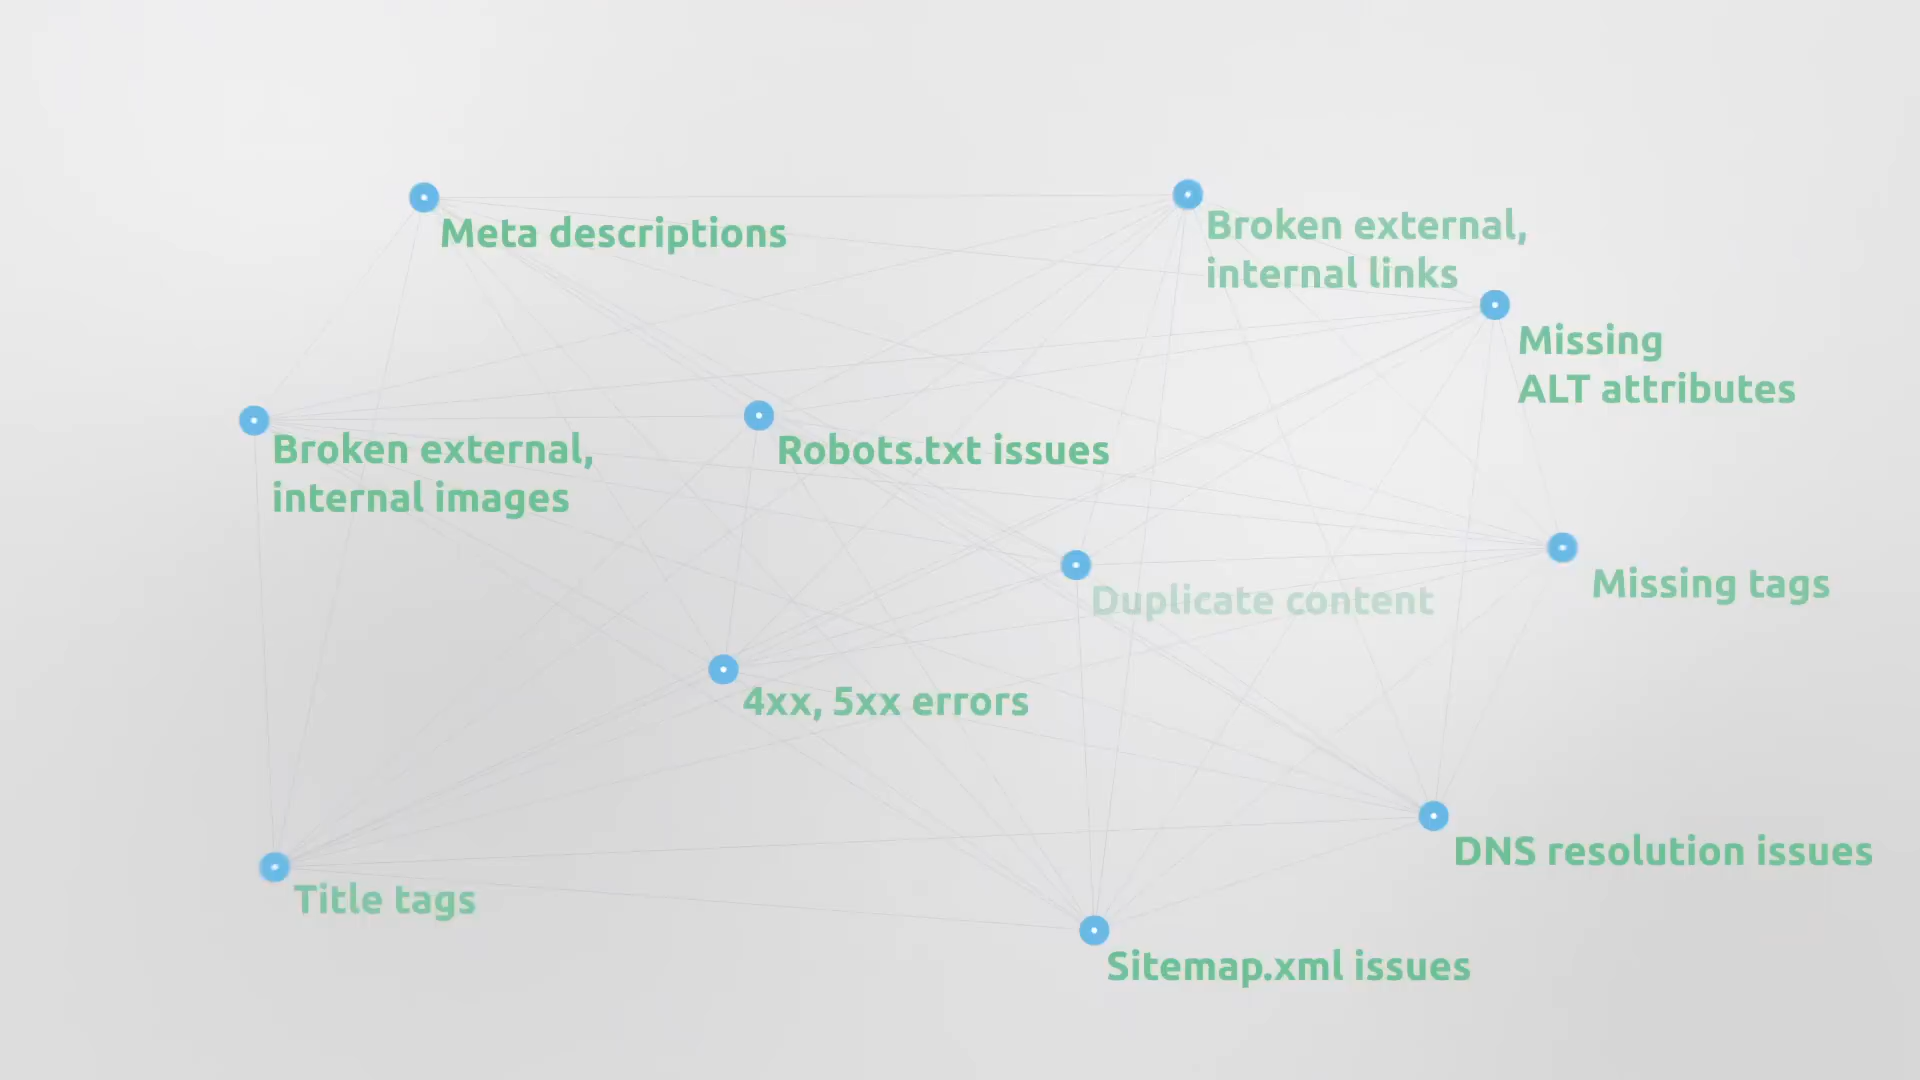 Meta descriptions
Broken external,
internal links
Missing
ALT attributes
Broken external,
internal images
Robots.txt issues
Duplicate content
Missing tags
4xx, 5xx errors
DNS resolution issues
Title tags
Sitemap.xml issues